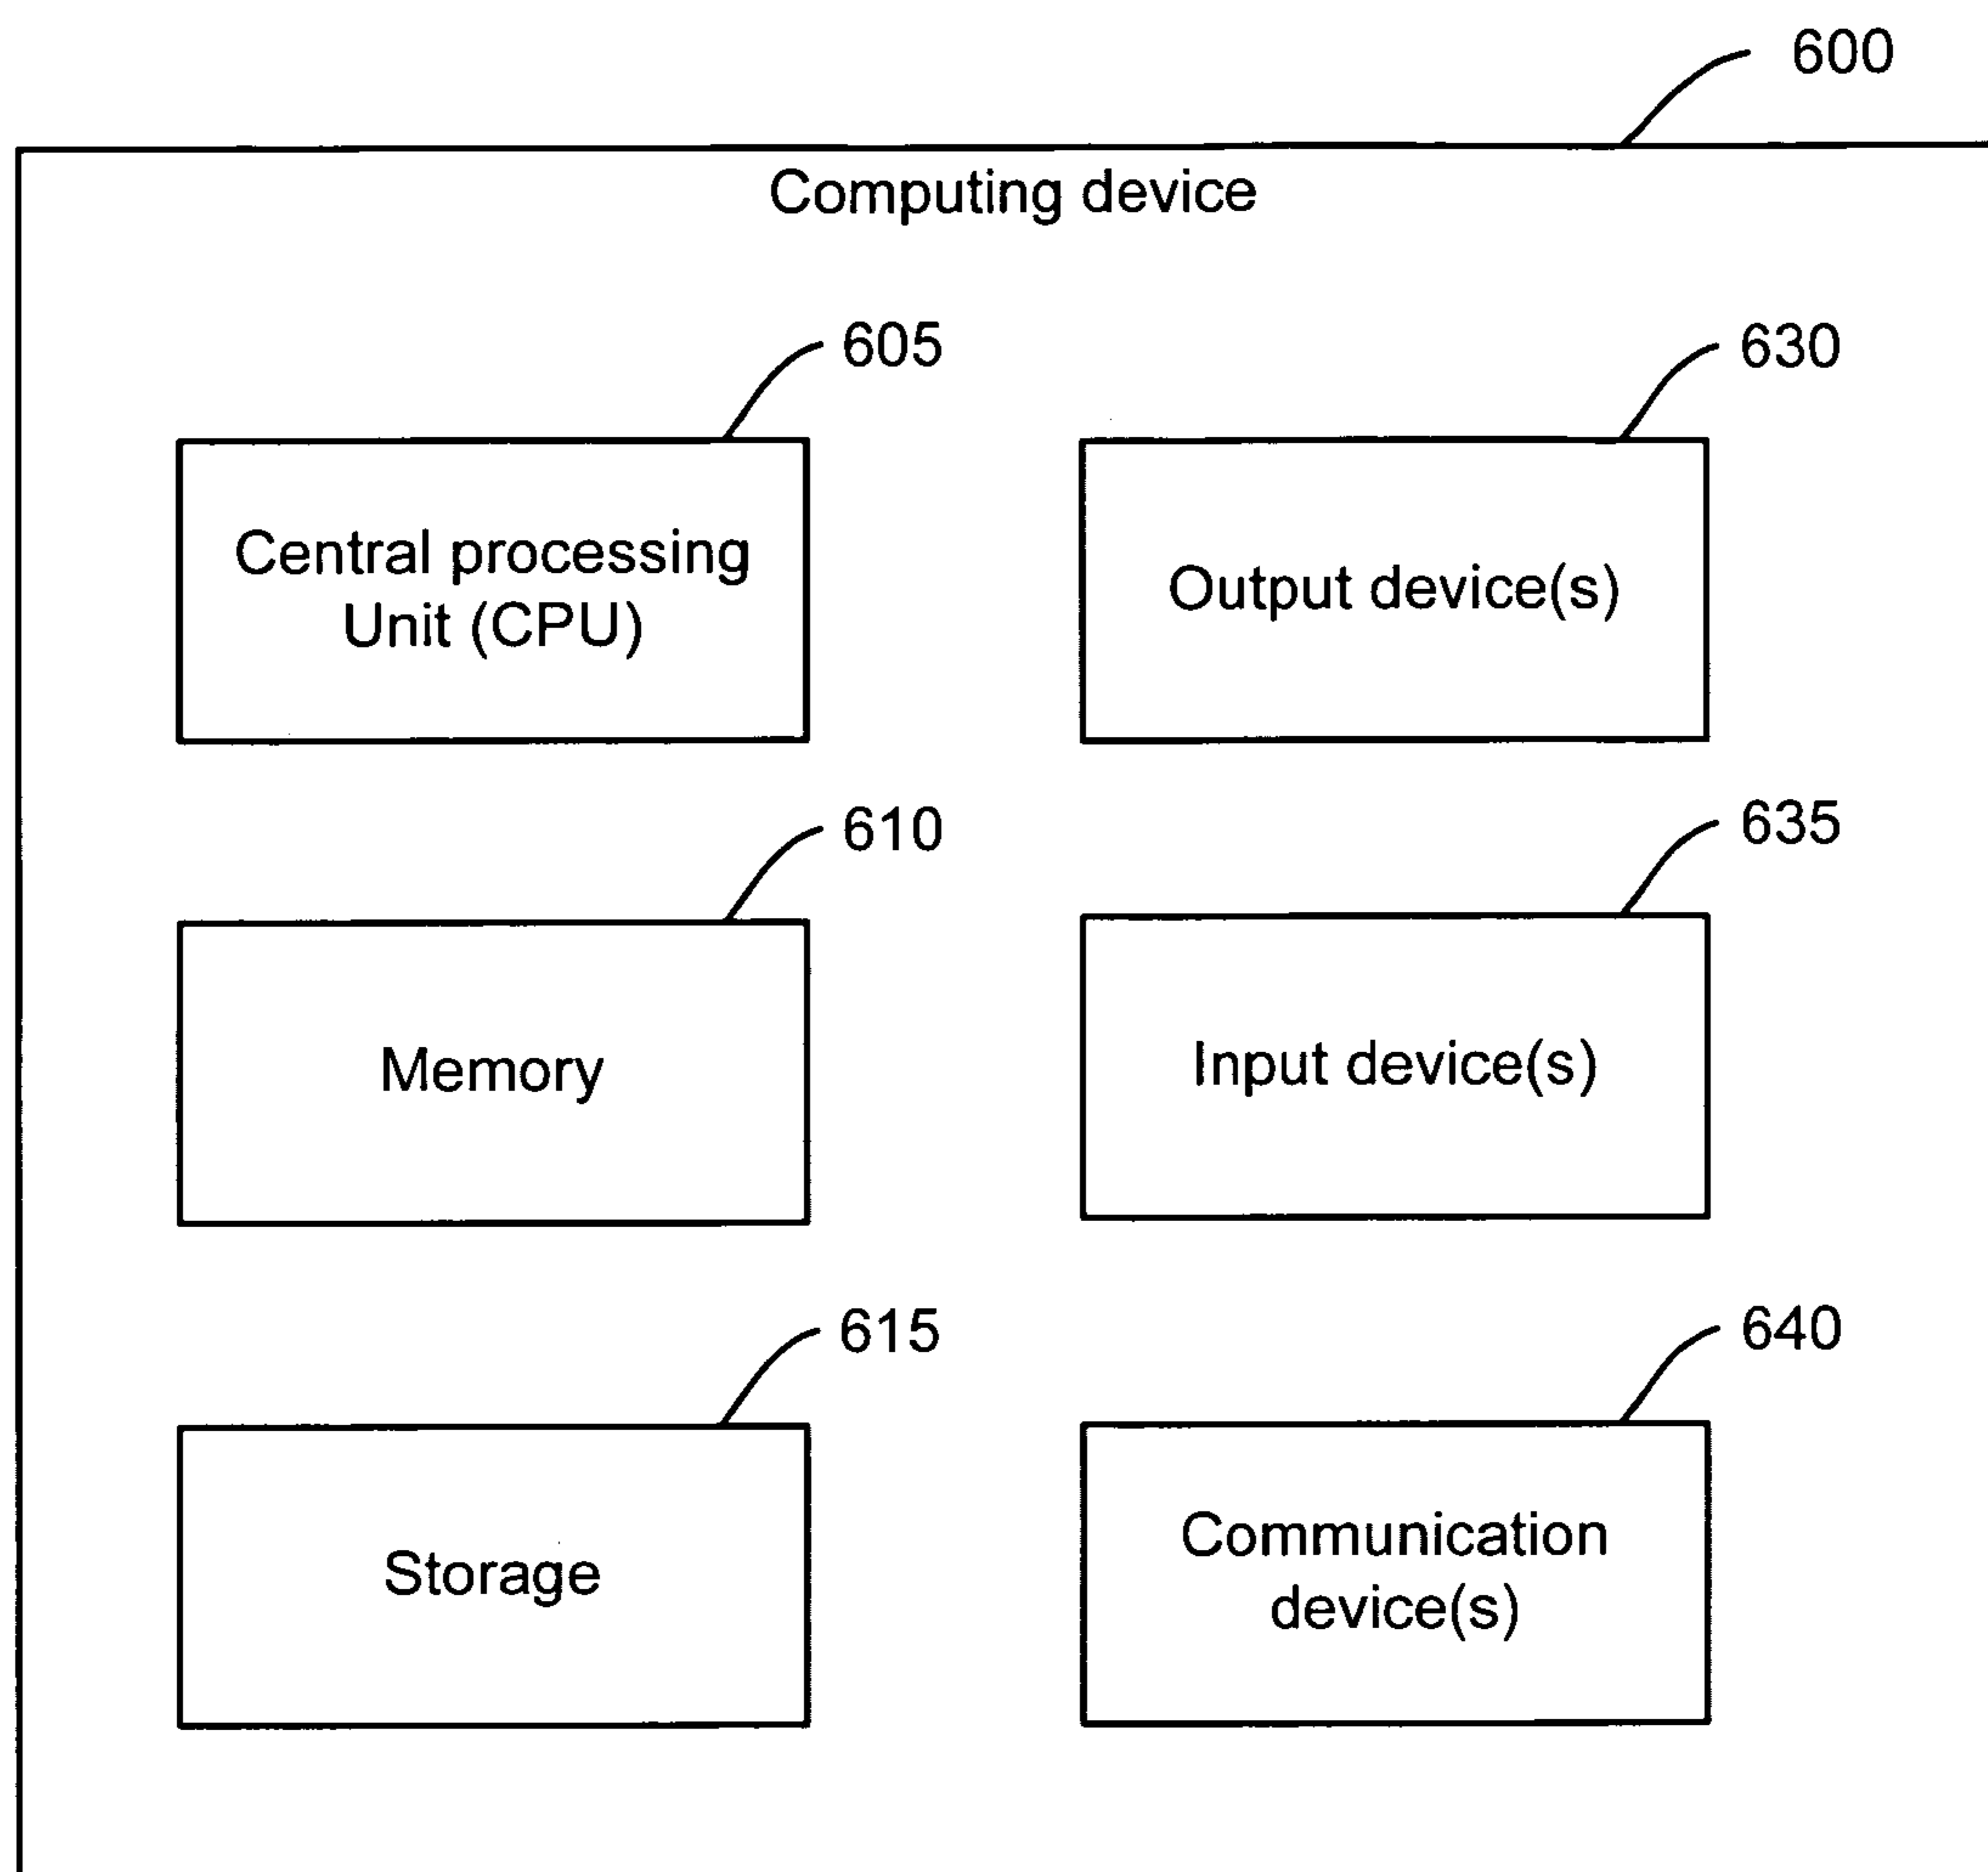 600
Computing device
605
630
Central processing
Unit (CPU)
Output device(s)
610
635
Memory
Input device(s)
615
640
Storage
Communication
device(s)